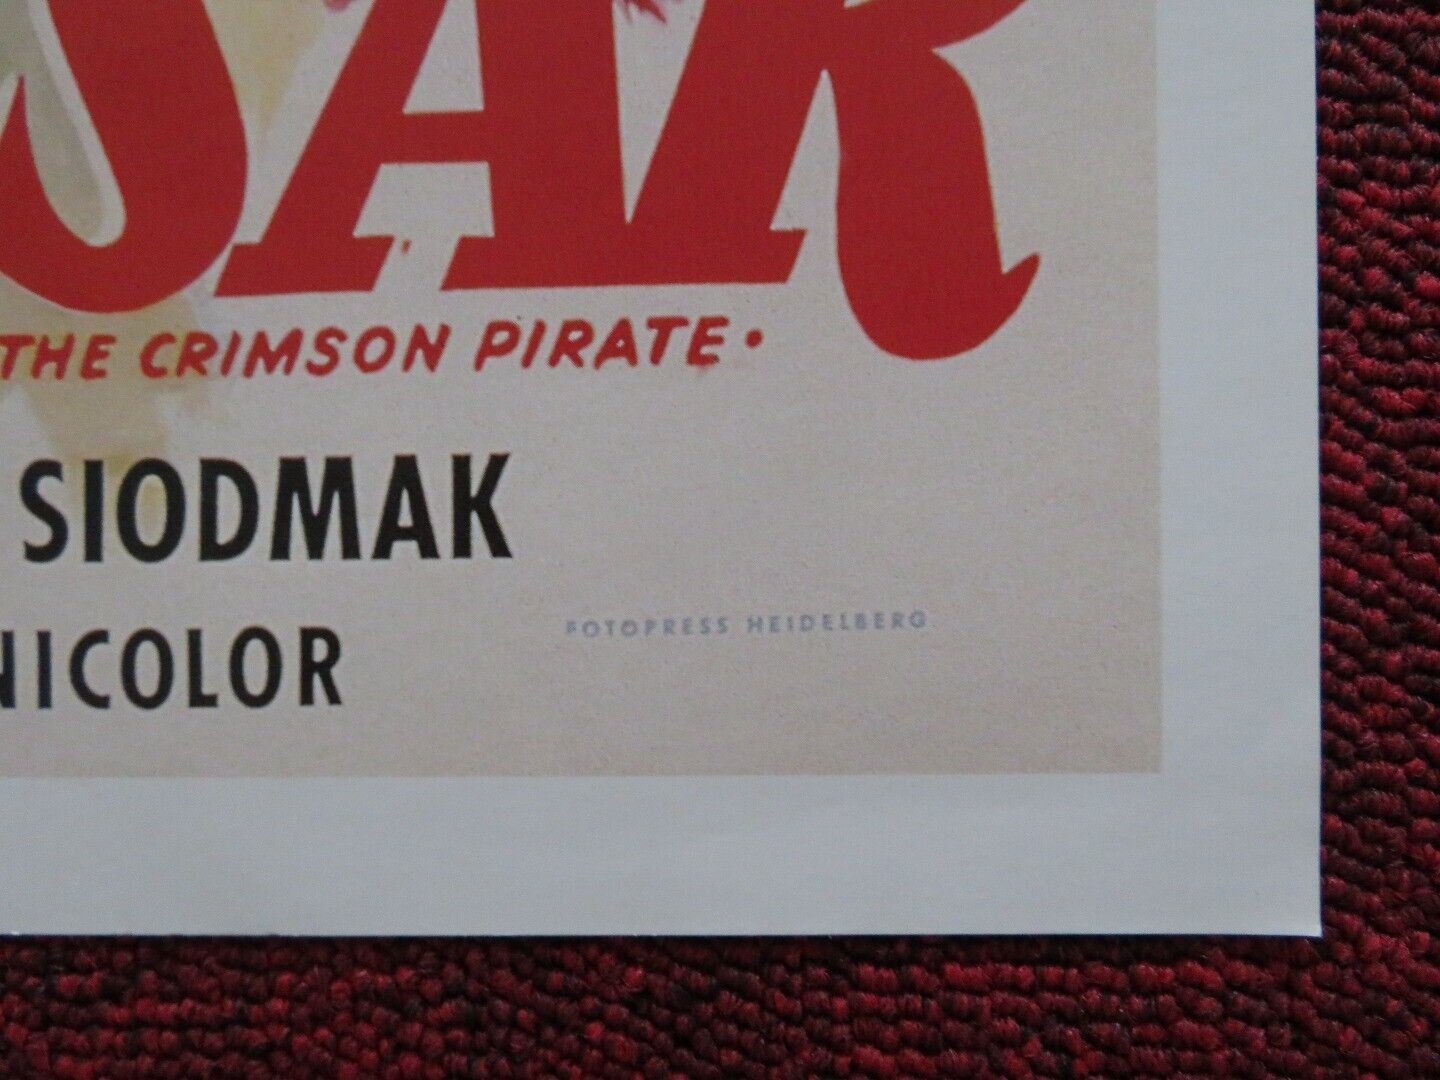 SAR
THE CRIMSON PIRATE •
SIODMAK
NICOLOR
FOTOPRESS HEIDELBERG